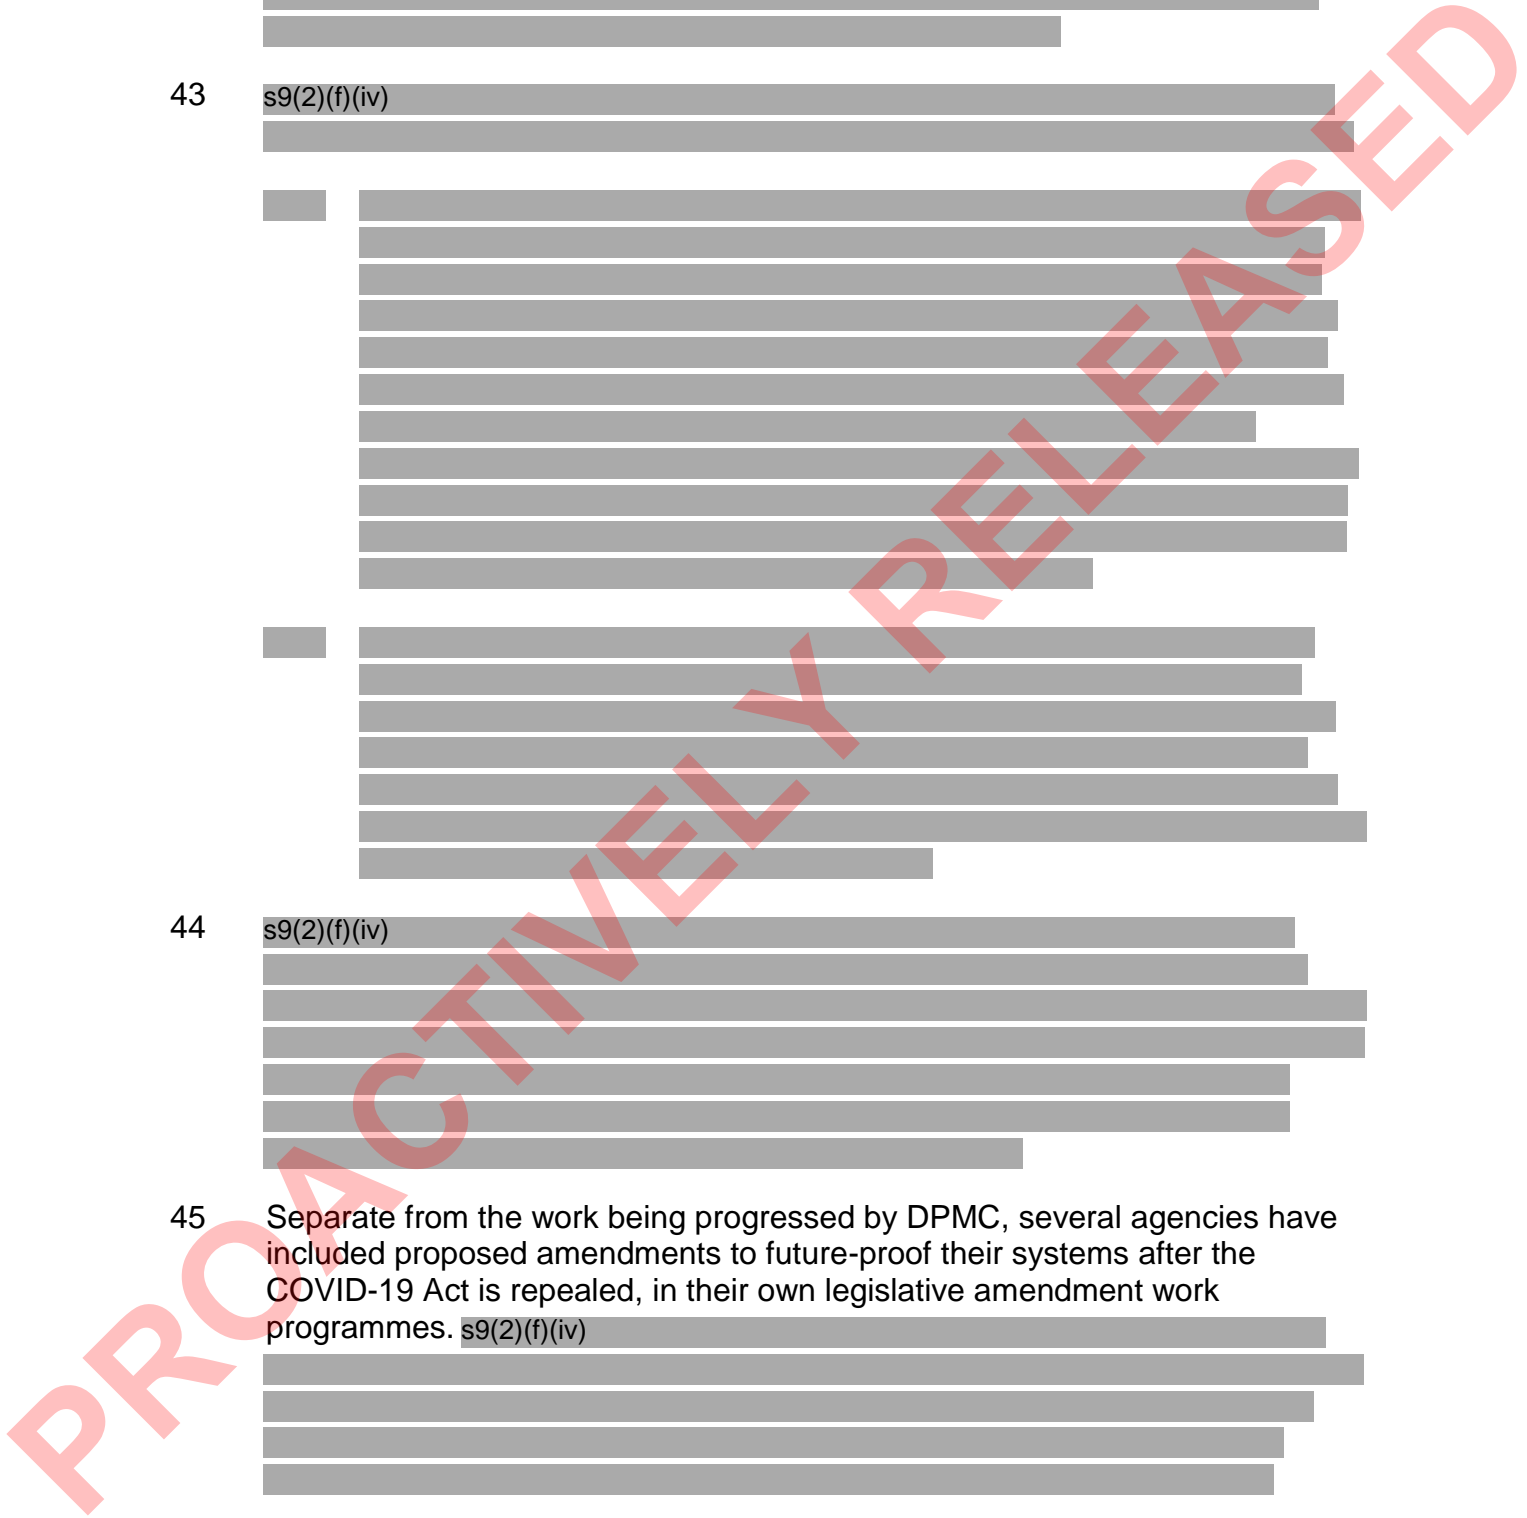 43 s9(2)(f)(iv)
44 s9(2)(f)(iv)
45 Separate from the work being progressed by DPMC, several agencies have
included proposed amendments to future-proof their systems after the
COVID-19 Act is repealed, in their own legislative amendment work
programmes. s9(2)(f)(iv)
PROACTIVELY RELEASED